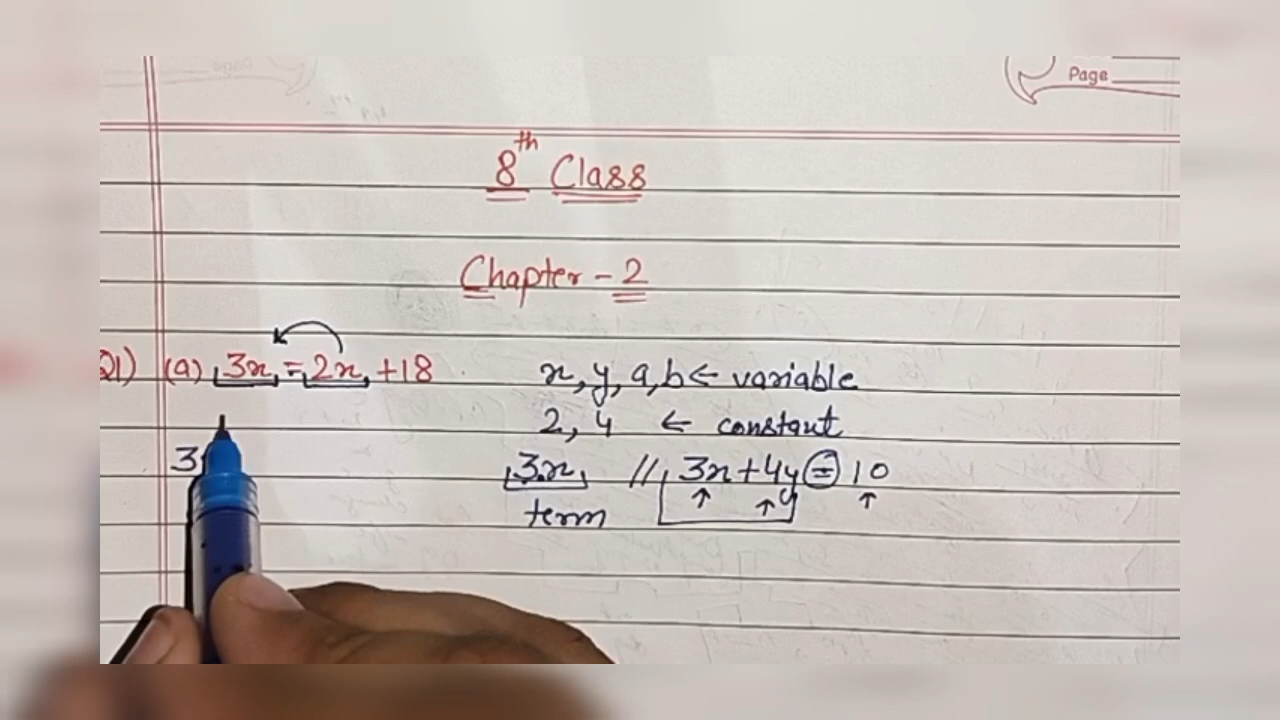 Page
8th Class
Chapter - 2
Q1) (a) 3x = 2x + 18
x, y, a, b ← variable
2, 4 ← constant
3x // 3x + 4y = 10
term
3